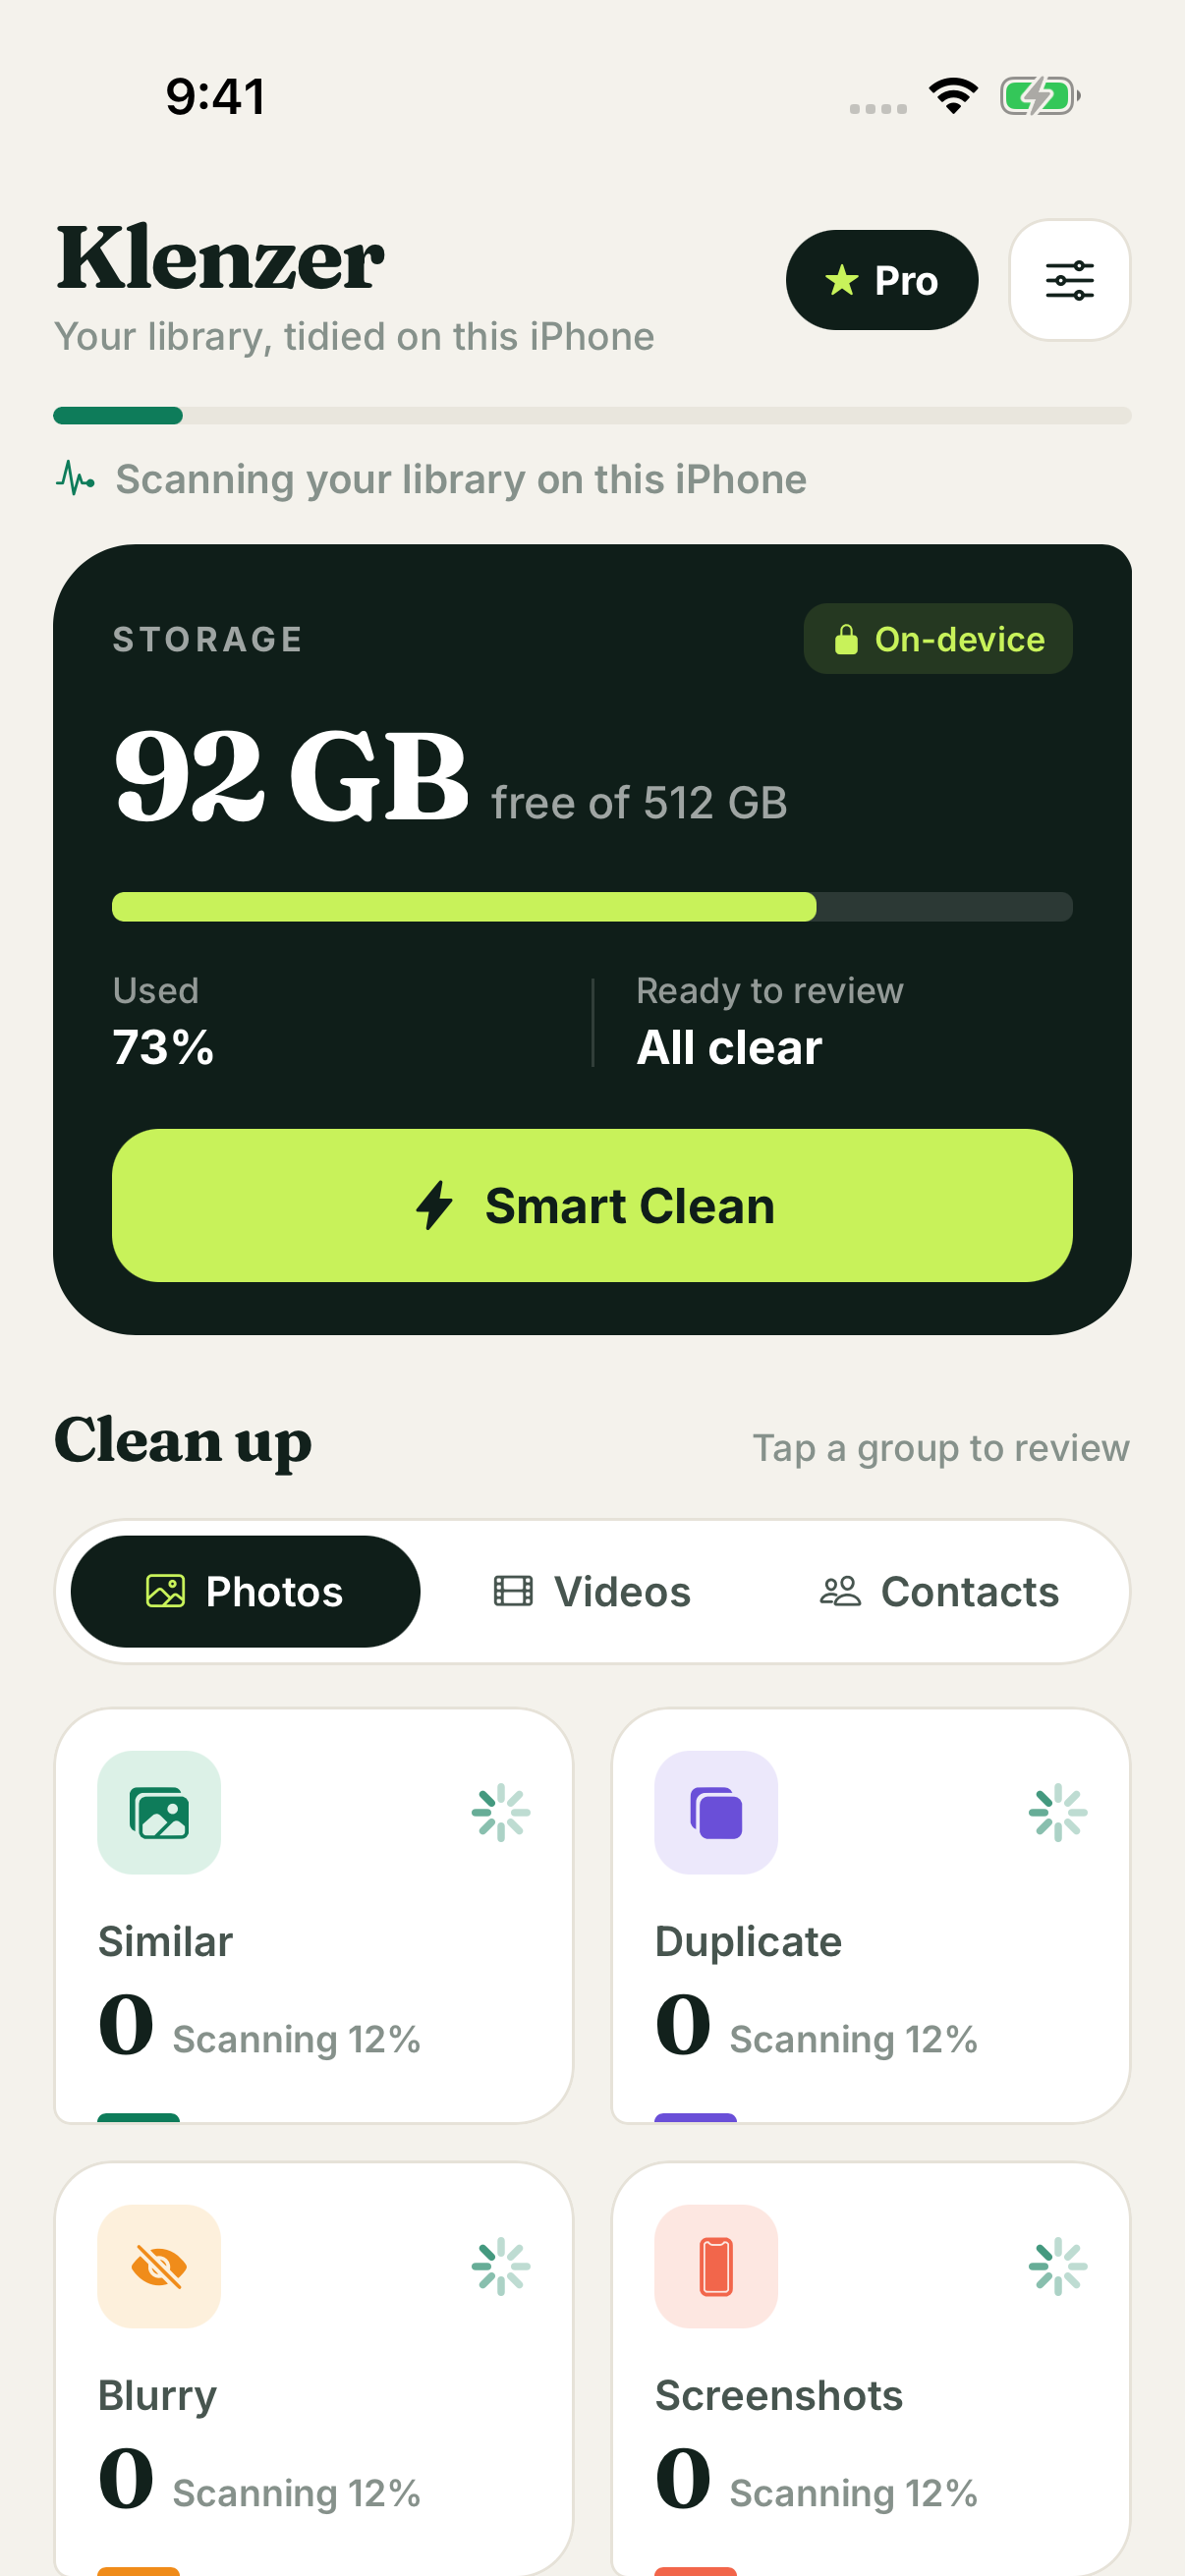 9:41
Klenzer
Pro
Your library, tidied on this iPhone
Scanning your library on this iPhone
STORAGE
On-device
92 GB free of 512 GB
Used
73%
Ready to review
All clear
Smart Clean
Clean up
Tap a group to review
Photos
Videos
Contacts
Similar
0 Scanning 12%
Duplicate
0 Scanning 12%
Blurry
0 Scanning 12%
Screenshots
0 Scanning 12%